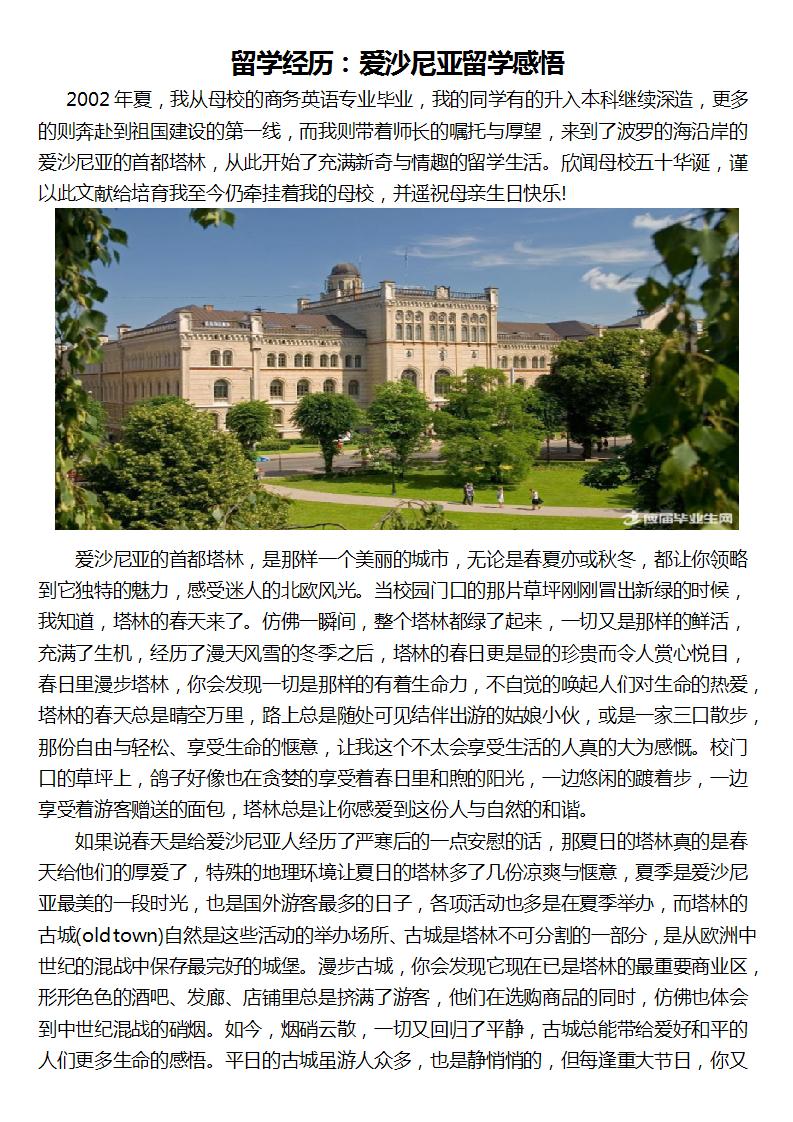 留学经历：爱沙尼亚留学感悟
2002年夏，我从母校的商务英语专业毕业，我的同学有的升入本科继续深造，更多
的则奔赴到祖国建设的第一线，而我则带着师长的嘱托与厚望，来到了波罗的海沿岸的
爱沙尼亚的首都塔林，从此开始了充满新奇与情趣的留学生活。欣闻母校五十华诞，谨
以此文献给培育我至今仍牵挂着我的母校，并遥祝母亲生日快乐!
应届毕业生网
爱沙尼亚的首都塔林，是那样一个美丽的城市，无论是春夏亦或秋冬，都让你领略
到它独特的魅力，感受迷人的北欧风光。当校园门口的那片草坪刚刚冒出新绿的时候，
我知道，塔林的春天来了。仿佛一瞬间，整个塔林都绿了起来，一切又是那样的鲜活，
充满了生机，经历了漫天风雪的冬季之后，塔林的春日更是显的珍贵而令人赏心悦目，
春日里漫步塔林，你会发现一切是那样的有着生命力，不自觉的唤起人们对生命的热爱，
塔林的春天总是晴空万里，路上总是随处可见结伴出游的姑娘小伙，或是一家三口散步，
那份自由与轻松、享受生命的惬意，让我这个不太会享受生活的人真的大为感慨。校门
口的草坪上，鸽子好像也在贪婪的享受着春日里和煦的阳光，一边悠闲的踱着步，一边
享受着游客赠送的面包，塔林总是让你感爱到这份人与自然的和谐。
如果说春天是给爱沙尼亚人经历了严寒后的一点安慰的话，那夏日的塔林真的是春
天给他们的厚爱了，特殊的地理环境让夏日的塔林多了几份凉爽与惬意，夏季是爱沙尼
亚最美的一段时光，也是国外游客最多的日子，各项活动也多是在夏季举办，而塔林的
古城(old town)自然是这些活动的举办场所、古城是塔林不可分割的一部分，是从欧洲中
世纪的混战中保存最完好的城堡。漫步古城，你会发现它现在已是塔林的最重要商业区，
形形色色的酒吧、发廊、店铺里总是挤满了游客，他们在选购商品的同时，仿佛也体会
到中世纪混战的硝烟。如今，烟硝云散，一切又回归了平静，古城总能带给爱好和平的
人们更多生命的感悟。平日的古城虽游人众多，也是静悄悄的，但每逢重大节日，你又